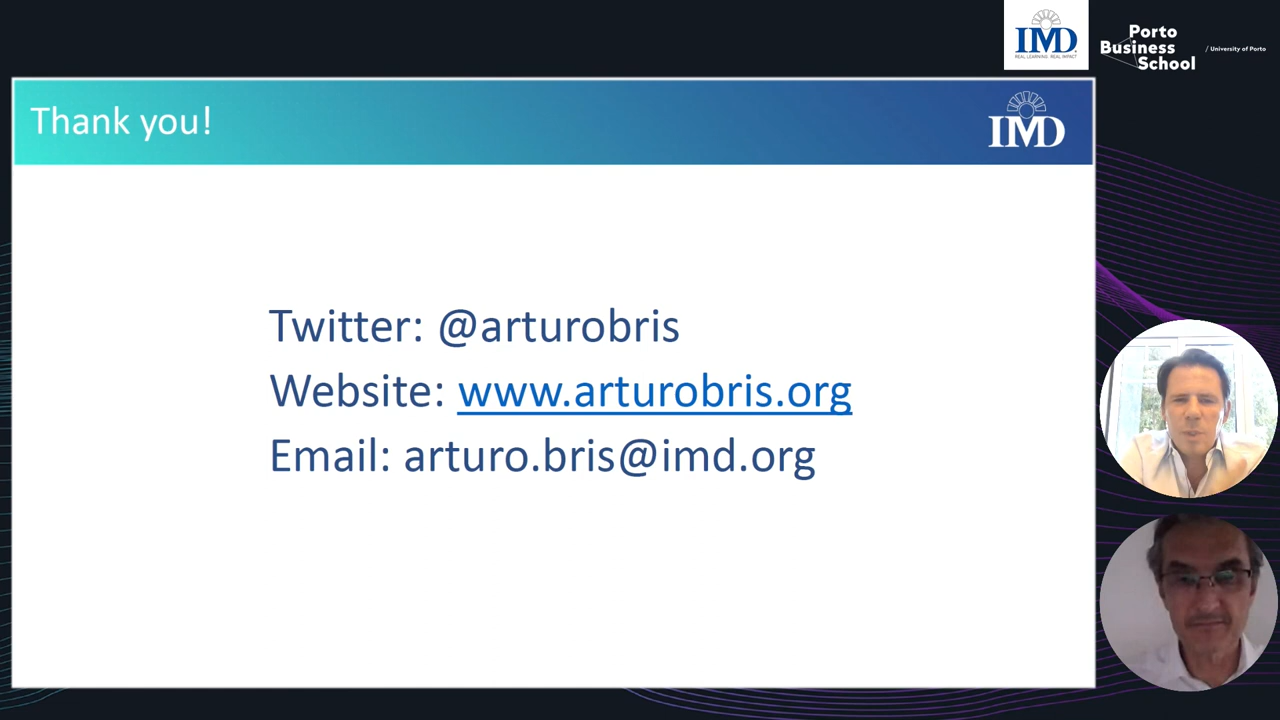 IMD
REAL LEARNING. REAL IMPACT
Porto
Business
School
/ University of Porto
Thank you!
IMD
Twitter: @arturobris
Website: www.arturobris.org
Email: arturo.bris@imd.org